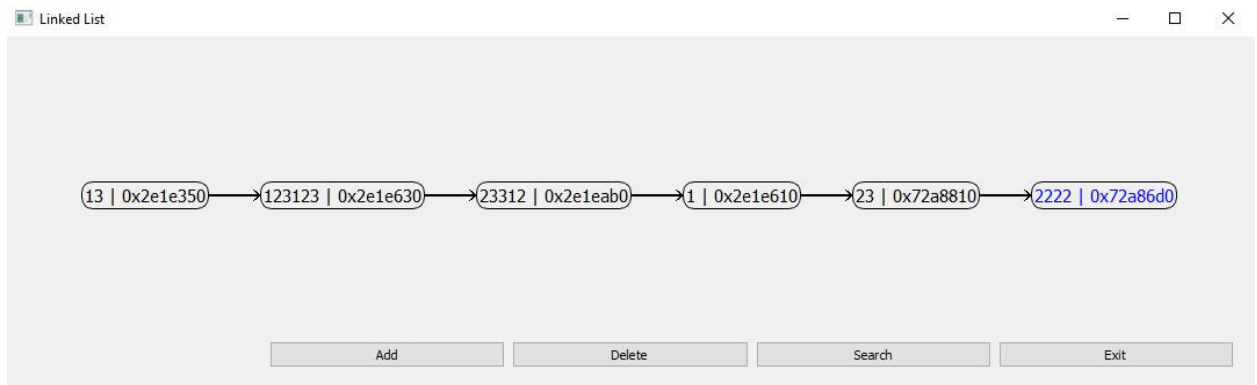 Linked List
13 | 0x2e1e350 123123 | 0x2e1e630 23312 | 0x2e1eab0 1 | 0x2e1e610 23 | 0x72a8810 2222 | 0x72a86d0
Add Delete Search Exit